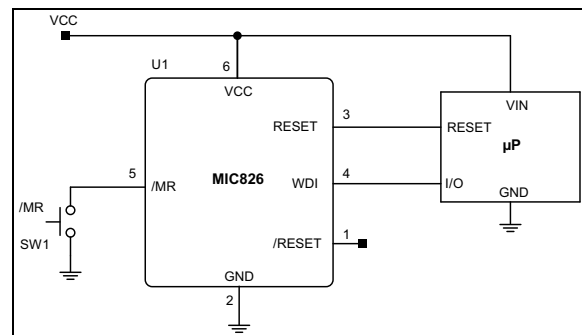 VCC
U1
6
VCC
VIN
RESET
3
RESET
µP
5
/MR
MIC826
WDI
4
I/O
/MR
SW1
GND
/RESET
1
GND
2